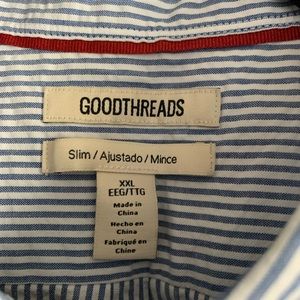 GOODTHREADS
Slim / Ajustado / Mince
XXL
EEG/TTG
Made in
China
Hecho en
China
Fabriqué en
Chine